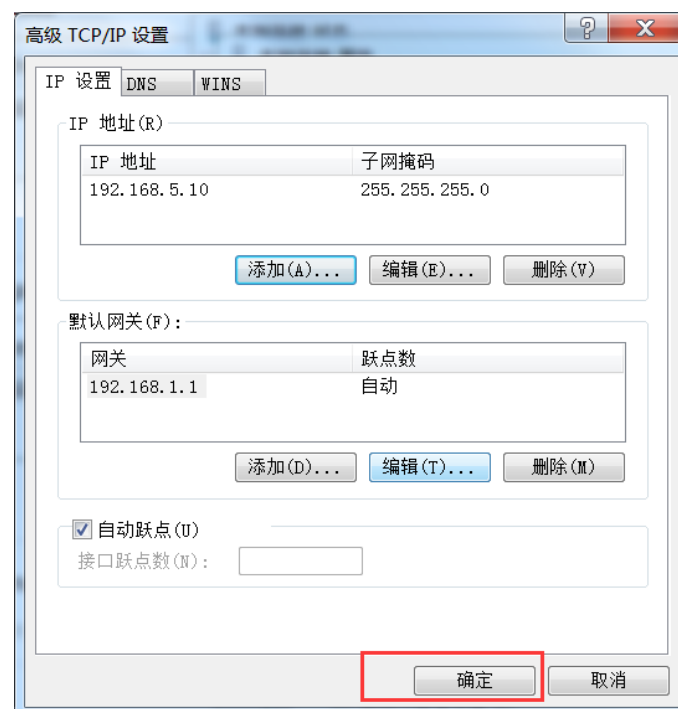 高级 TCP/IP 设置
IP 设置 DNS WINS
IP 地址(R)
IP 地址 子网掩码
192.168.5.10 255.255.255.0
添加(A)... 编辑(E)... 删除(V)
默认网关(F):
网关 跃点数
192.168.1.1 自动
添加(D)... 编辑(T)... 删除(M)
自动跃点(U)
接口跃点数(N):
确定 取消